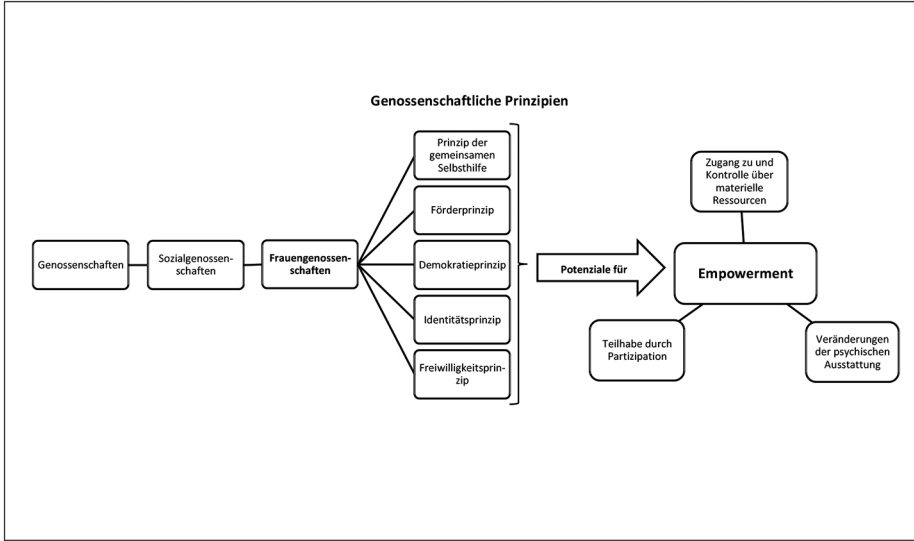 Genossenschaftliche Prinzipien
Genossenschaften
Sozialgenossen-
schaften
Frauengenossen-
schaften
Prinzip der
gemeinsamen
Selbsthilfe
Förderprinzip
Demokratieprinzip
Identitätsprinzip
Freiwilligkeitsprin-
zip
Potenziale für
Zugang zu und
Kontrolle über
materielle
Ressourcen
Empowerment
Teilhabe durch
Partizipation
Veränderungen
der psychischen
Ausstattung